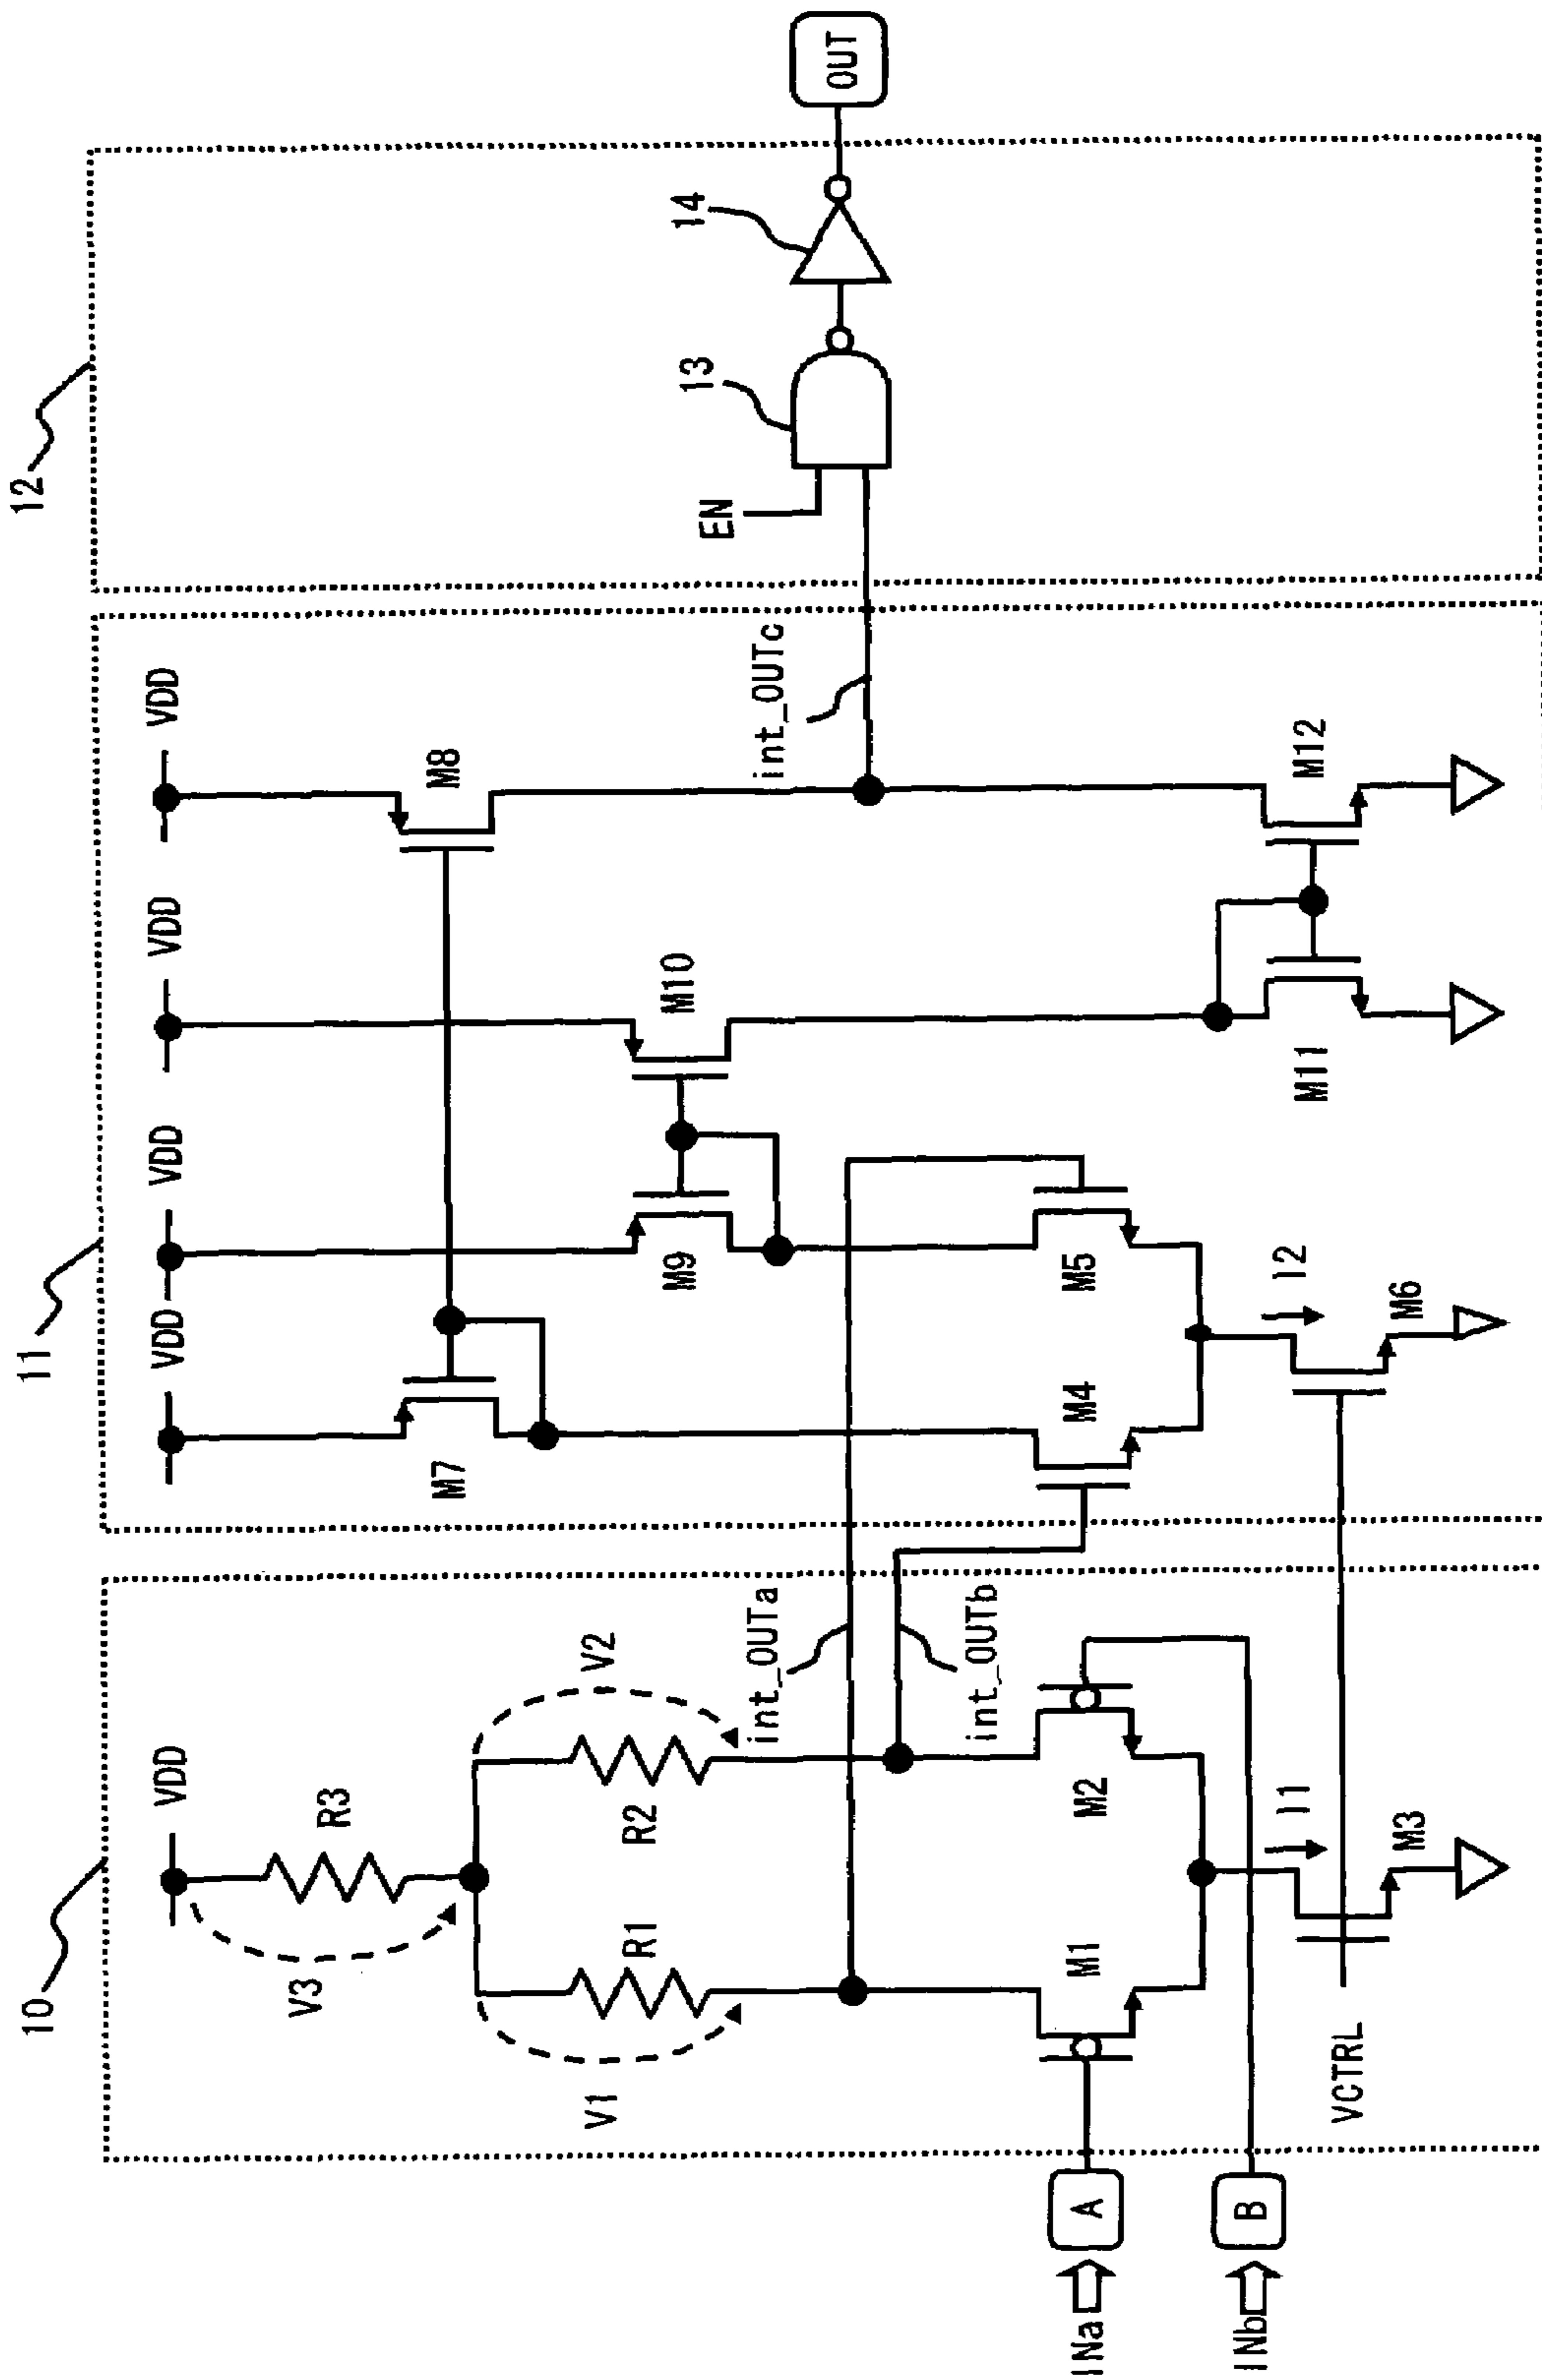 10
11
12
VDD
VDD
VDD
VDD
VDD
V3
R3
M7
M9
M10
M8
V1
R1
R2
V2
int_OUTa
int_OUTb
int_OUTc
EN
13
14
OUT
INa
A
M1
M2
M4
M5
INb
B
I1
I2
VCTRL
M3
M6
M11
M12